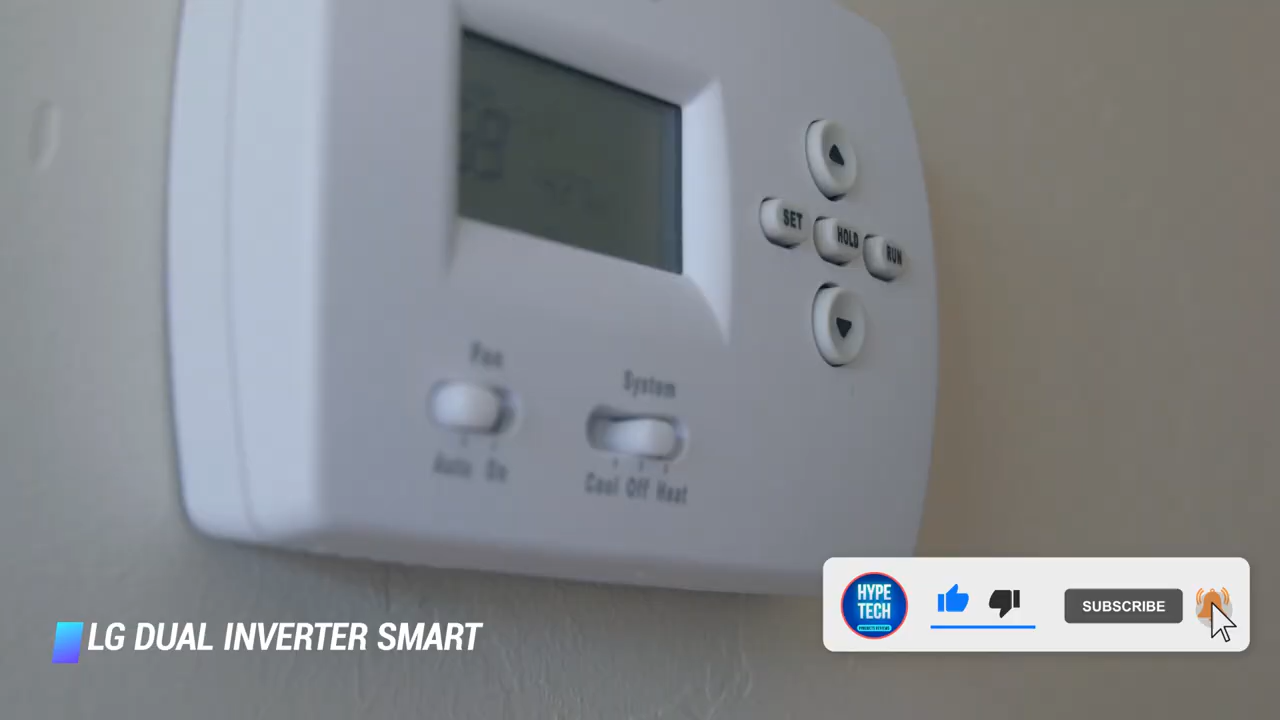 SET
HOLD
RUN
Fan
System
Auto On
Cool Off Heat
HYPE
TECH
SUBSCRIBE
LG DUAL INVERTER SMART